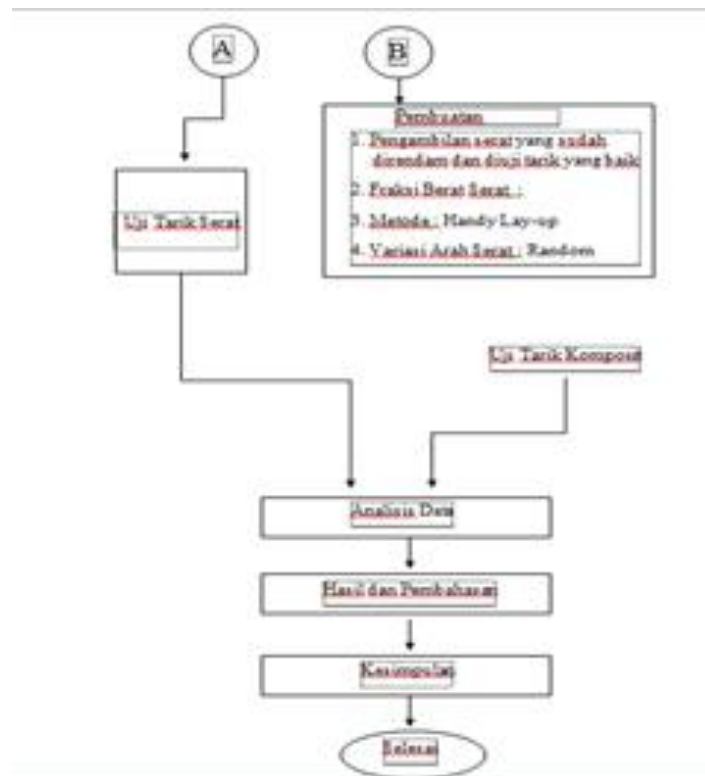 A
B
Pembuatan
1. Pengambilan serat yang sudah
direndam dan diuji tarik yang baik
2. Fraksi Berat Serat :
3. Metoda : Handy Lay-up
4. Variasi Arah Serat : Random
Uji Tarik Serat
Uji Tarik Komposit
Analisis Data
Hasil dan Pembahasan
Kesimpulan
Selesai